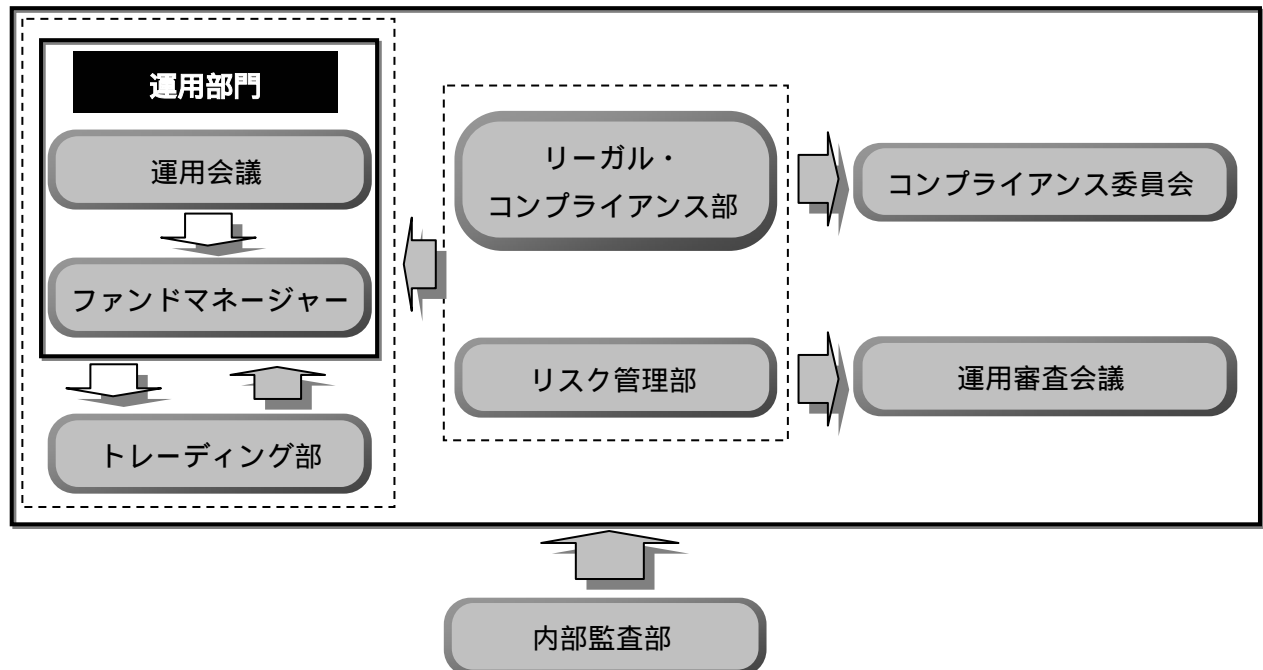 運用部門
運用会議
ファンドマネージャー
トレーディング部
リーガル・
コンプライアンス部
リスク管理部
コンプライアンス委員会
運用審査会議
内部監査部